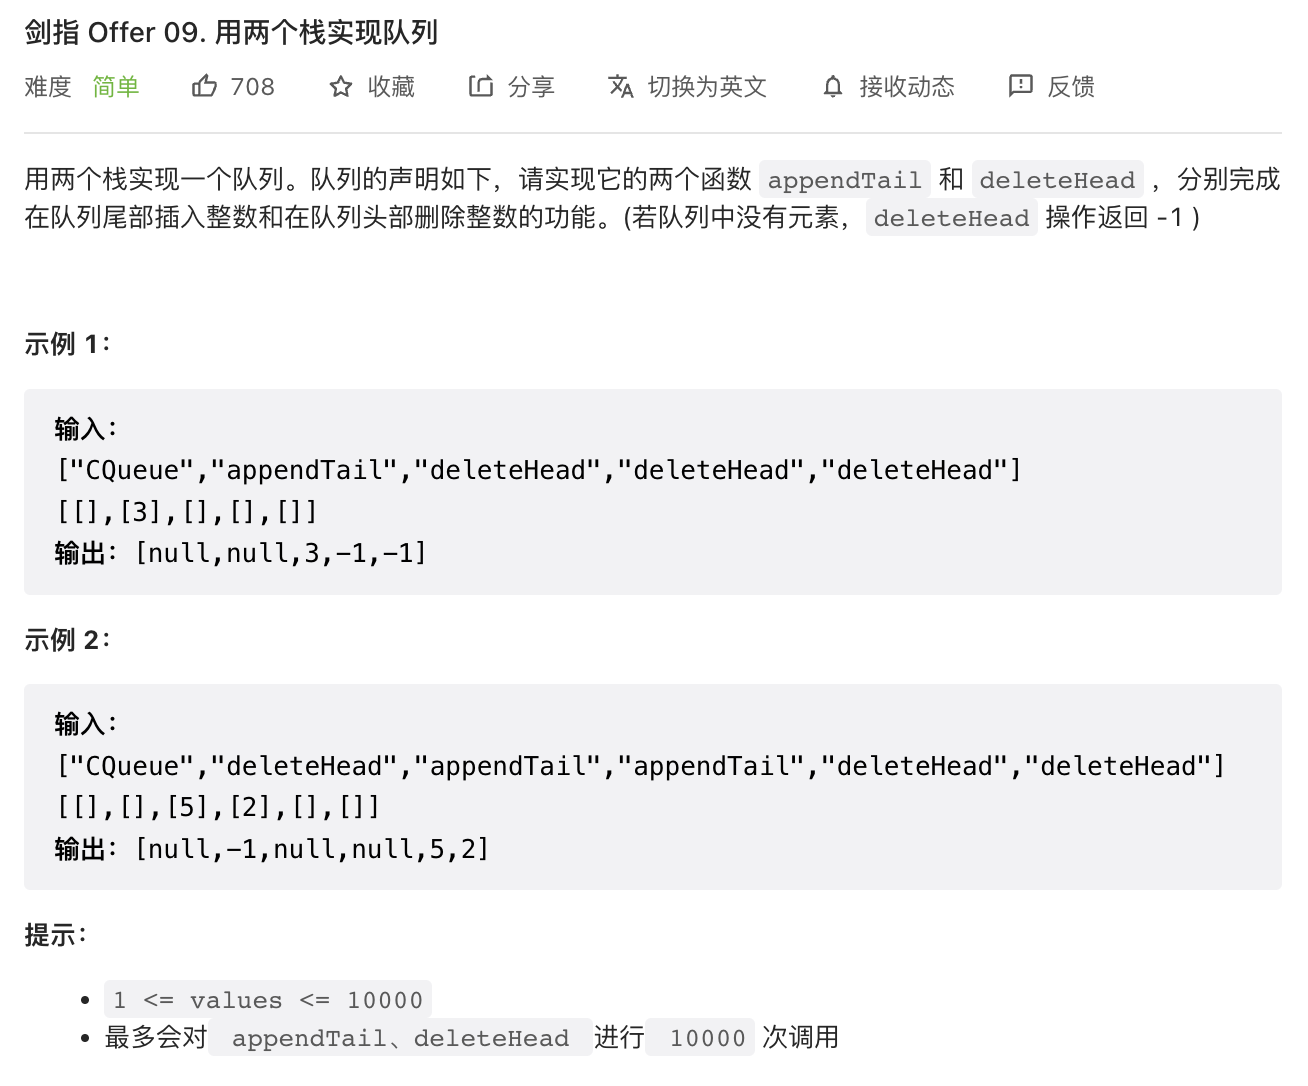 剑指 Offer 09. 用两个栈实现队列
难度 简单 708 收藏 分享 切换为英文 接收动态 反馈
用两个栈实现一个队列。队列的声明如下，请实现它的两个函数 appendTail 和 deleteHead ，分别完成
在队列尾部插入整数和在队列头部删除整数的功能。(若队列中没有元素，deleteHead 操作返回 -1 )
示例 1：
输入：
["CQueue","appendTail","deleteHead","deleteHead","deleteHead"]
[[],[3],[],[],[]]
输出：[null,null,3,-1,-1]
示例 2：
输入：
["CQueue","deleteHead","appendTail","appendTail","deleteHead","deleteHead"]
[[],[],[5],[2],[],[]]
输出：[null,-1,null,null,5,2]
提示：
• 1 <= values <= 10000
• 最多会对 appendTail、deleteHead 进行 10000 次调用